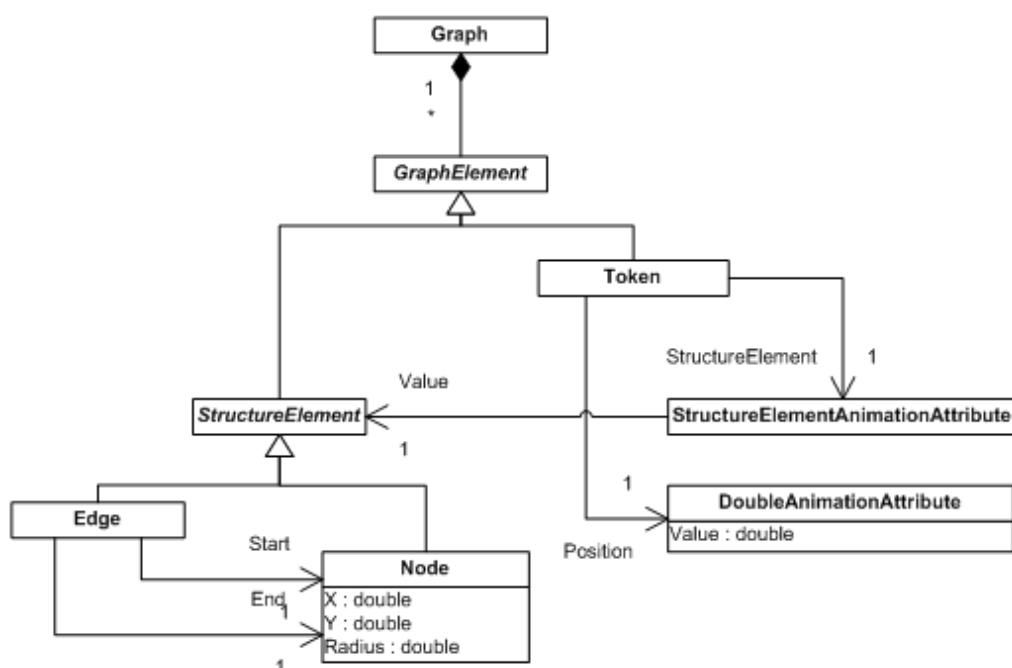 Graph
1
*
GraphElement
Token
StructureElement
1
Value
StructureElement
StructureElementAnimationAttribute
1
1
DoubleAnimationAttribute
Value : double
Position
Edge
Start
Node
End
1
X : double
Y : double
Radius : double
1